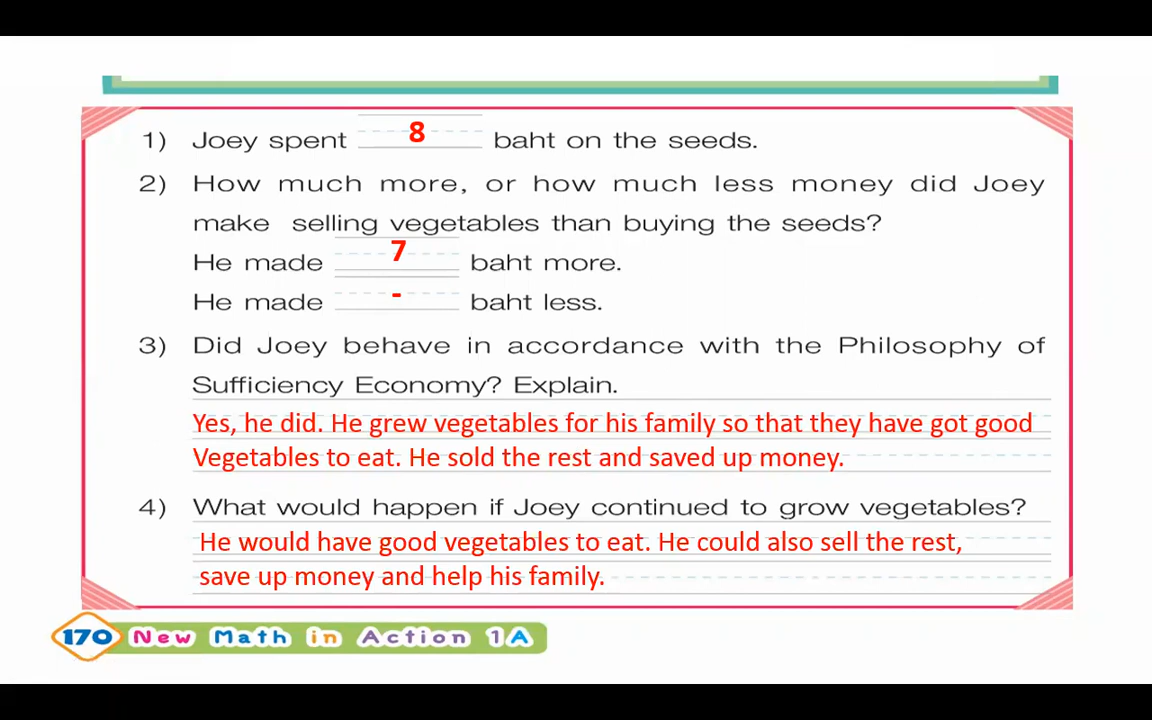 1) Joey spent 8 baht on the seeds.
2) How much more, or how much less money did Joey
make selling vegetables than buying the seeds?
He made 7 baht more.
He made - baht less.
3) Did Joey behave in accordance with the Philosophy of
Sufficiency Economy? Explain.
Yes, he did. He grew vegetables for his family so that they have got good
Vegetables to eat. He sold the rest and saved up money.
4) What would happen if Joey continued to grow vegetables?
He would have good vegetables to eat. He could also sell the rest,
save up money and help his family.
170 New Math in Action 1A